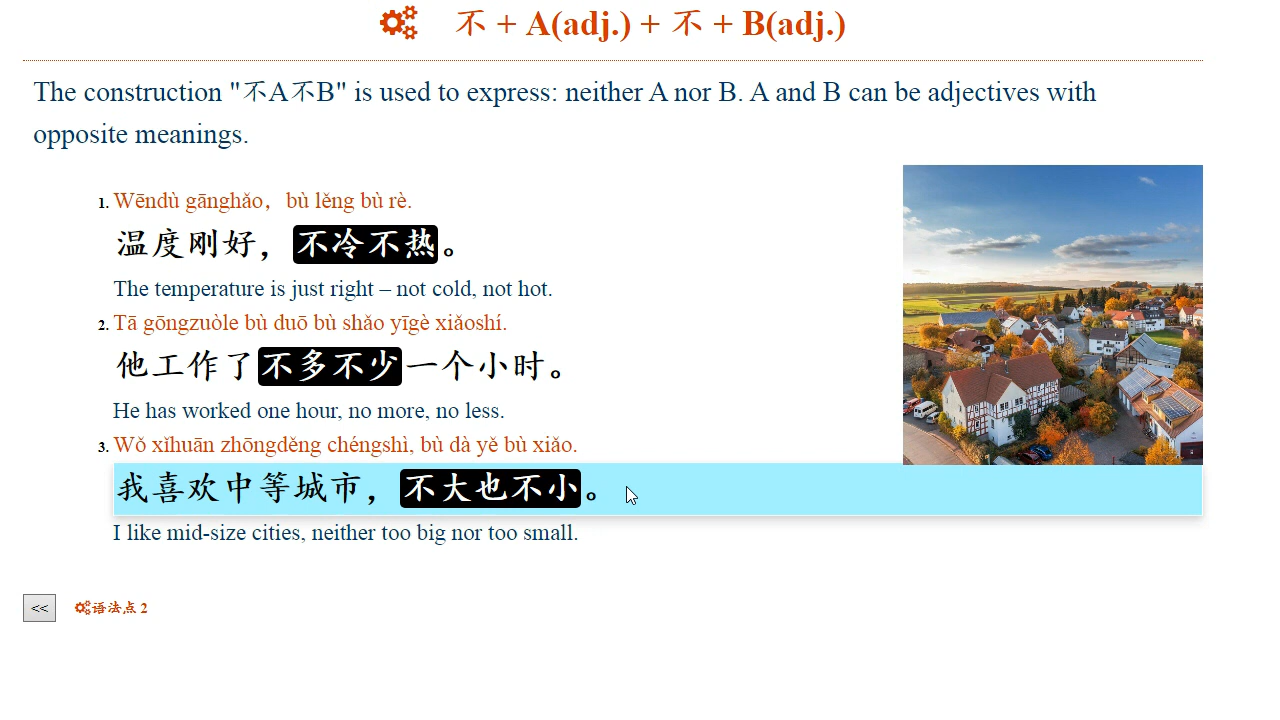 不 + A(adj.) + 不 + B(adj.)
The construction "不A不B" is used to express: neither A nor B. A and B can be adjectives with
opposite meanings.
1. Wēndù gānghǎo，bù lěng bù rè.
温度刚好，不冷不热。
The temperature is just right – not cold, not hot.
2. Tā gōngzuòle bù duō bù shǎo yīgè xiǎoshí.
他工作了不多不少一个小时。
He has worked one hour, no more, no less.
3. Wǒ xǐhuān zhōngděng chéngshì, bù dà yě bù xiǎo.
我喜欢中等城市，不大也不小。
I like mid-size cities, neither too big nor too small.
<< 语法点 2